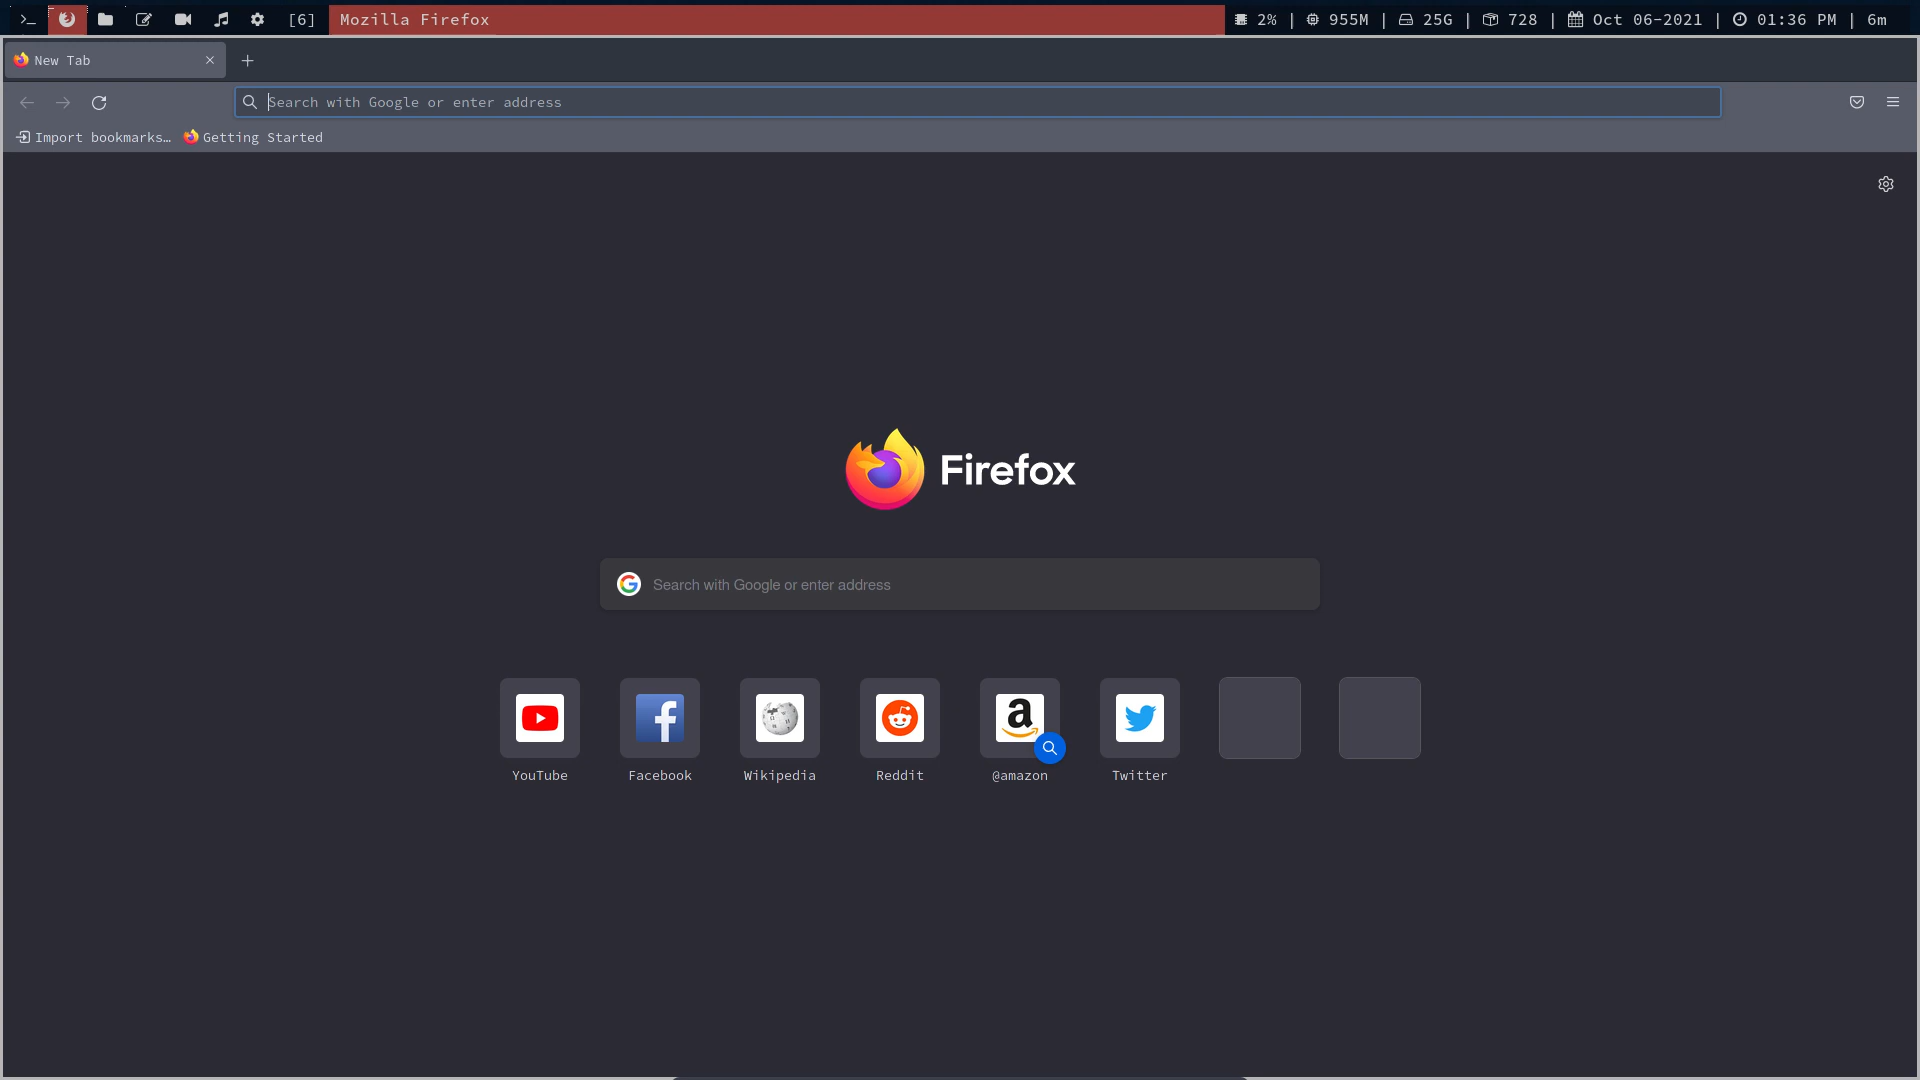 [6] Mozilla Firefox 2% | 955M | 25G | 728 | Oct 06-2021 | 01:36 PM | 6m
New Tab
Search with Google or enter address
Import bookmarks… Getting Started
Firefox
Search with Google or enter address
YouTube Facebook Wikipedia Reddit @amazon Twitter